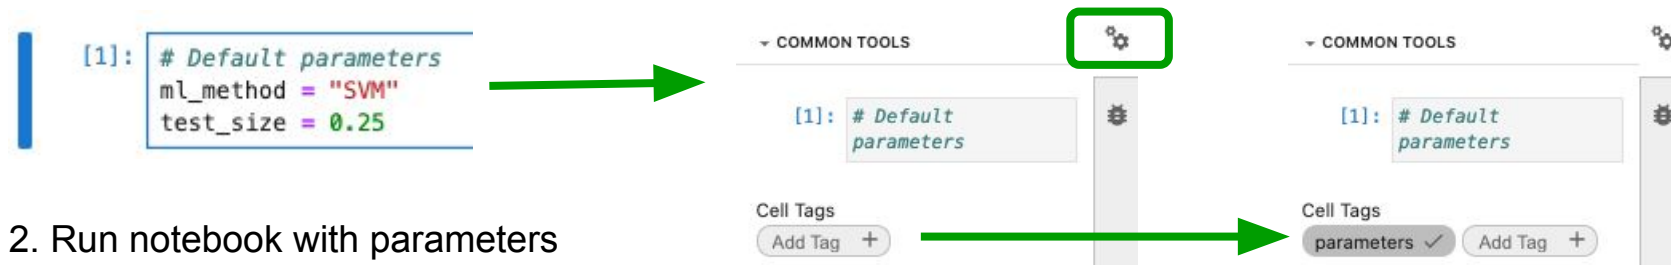 [1]: # Default parameters
ml_method = "SVM"
test_size = 0.25
2. Run notebook with parameters
COMMON TOOLS
[1]: # Default
parameters
Cell Tags
Add Tag +
COMMON TOOLS
[1]: # Default
parameters
Cell Tags
parameters ✓ Add Tag +